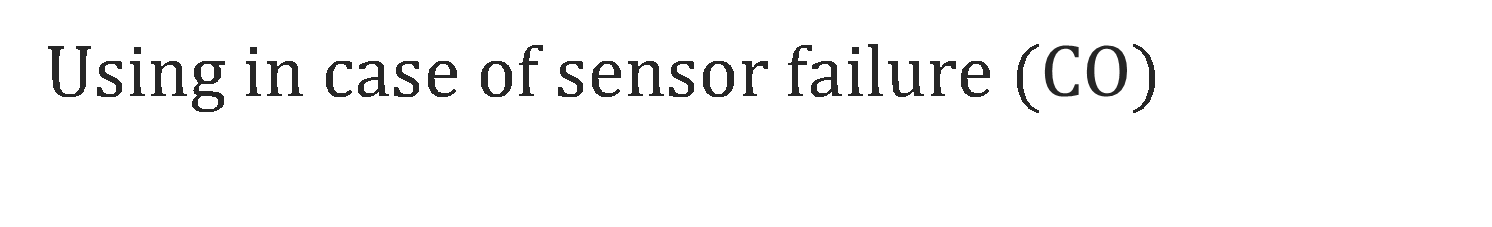 Using in case of sensor failure (CO)